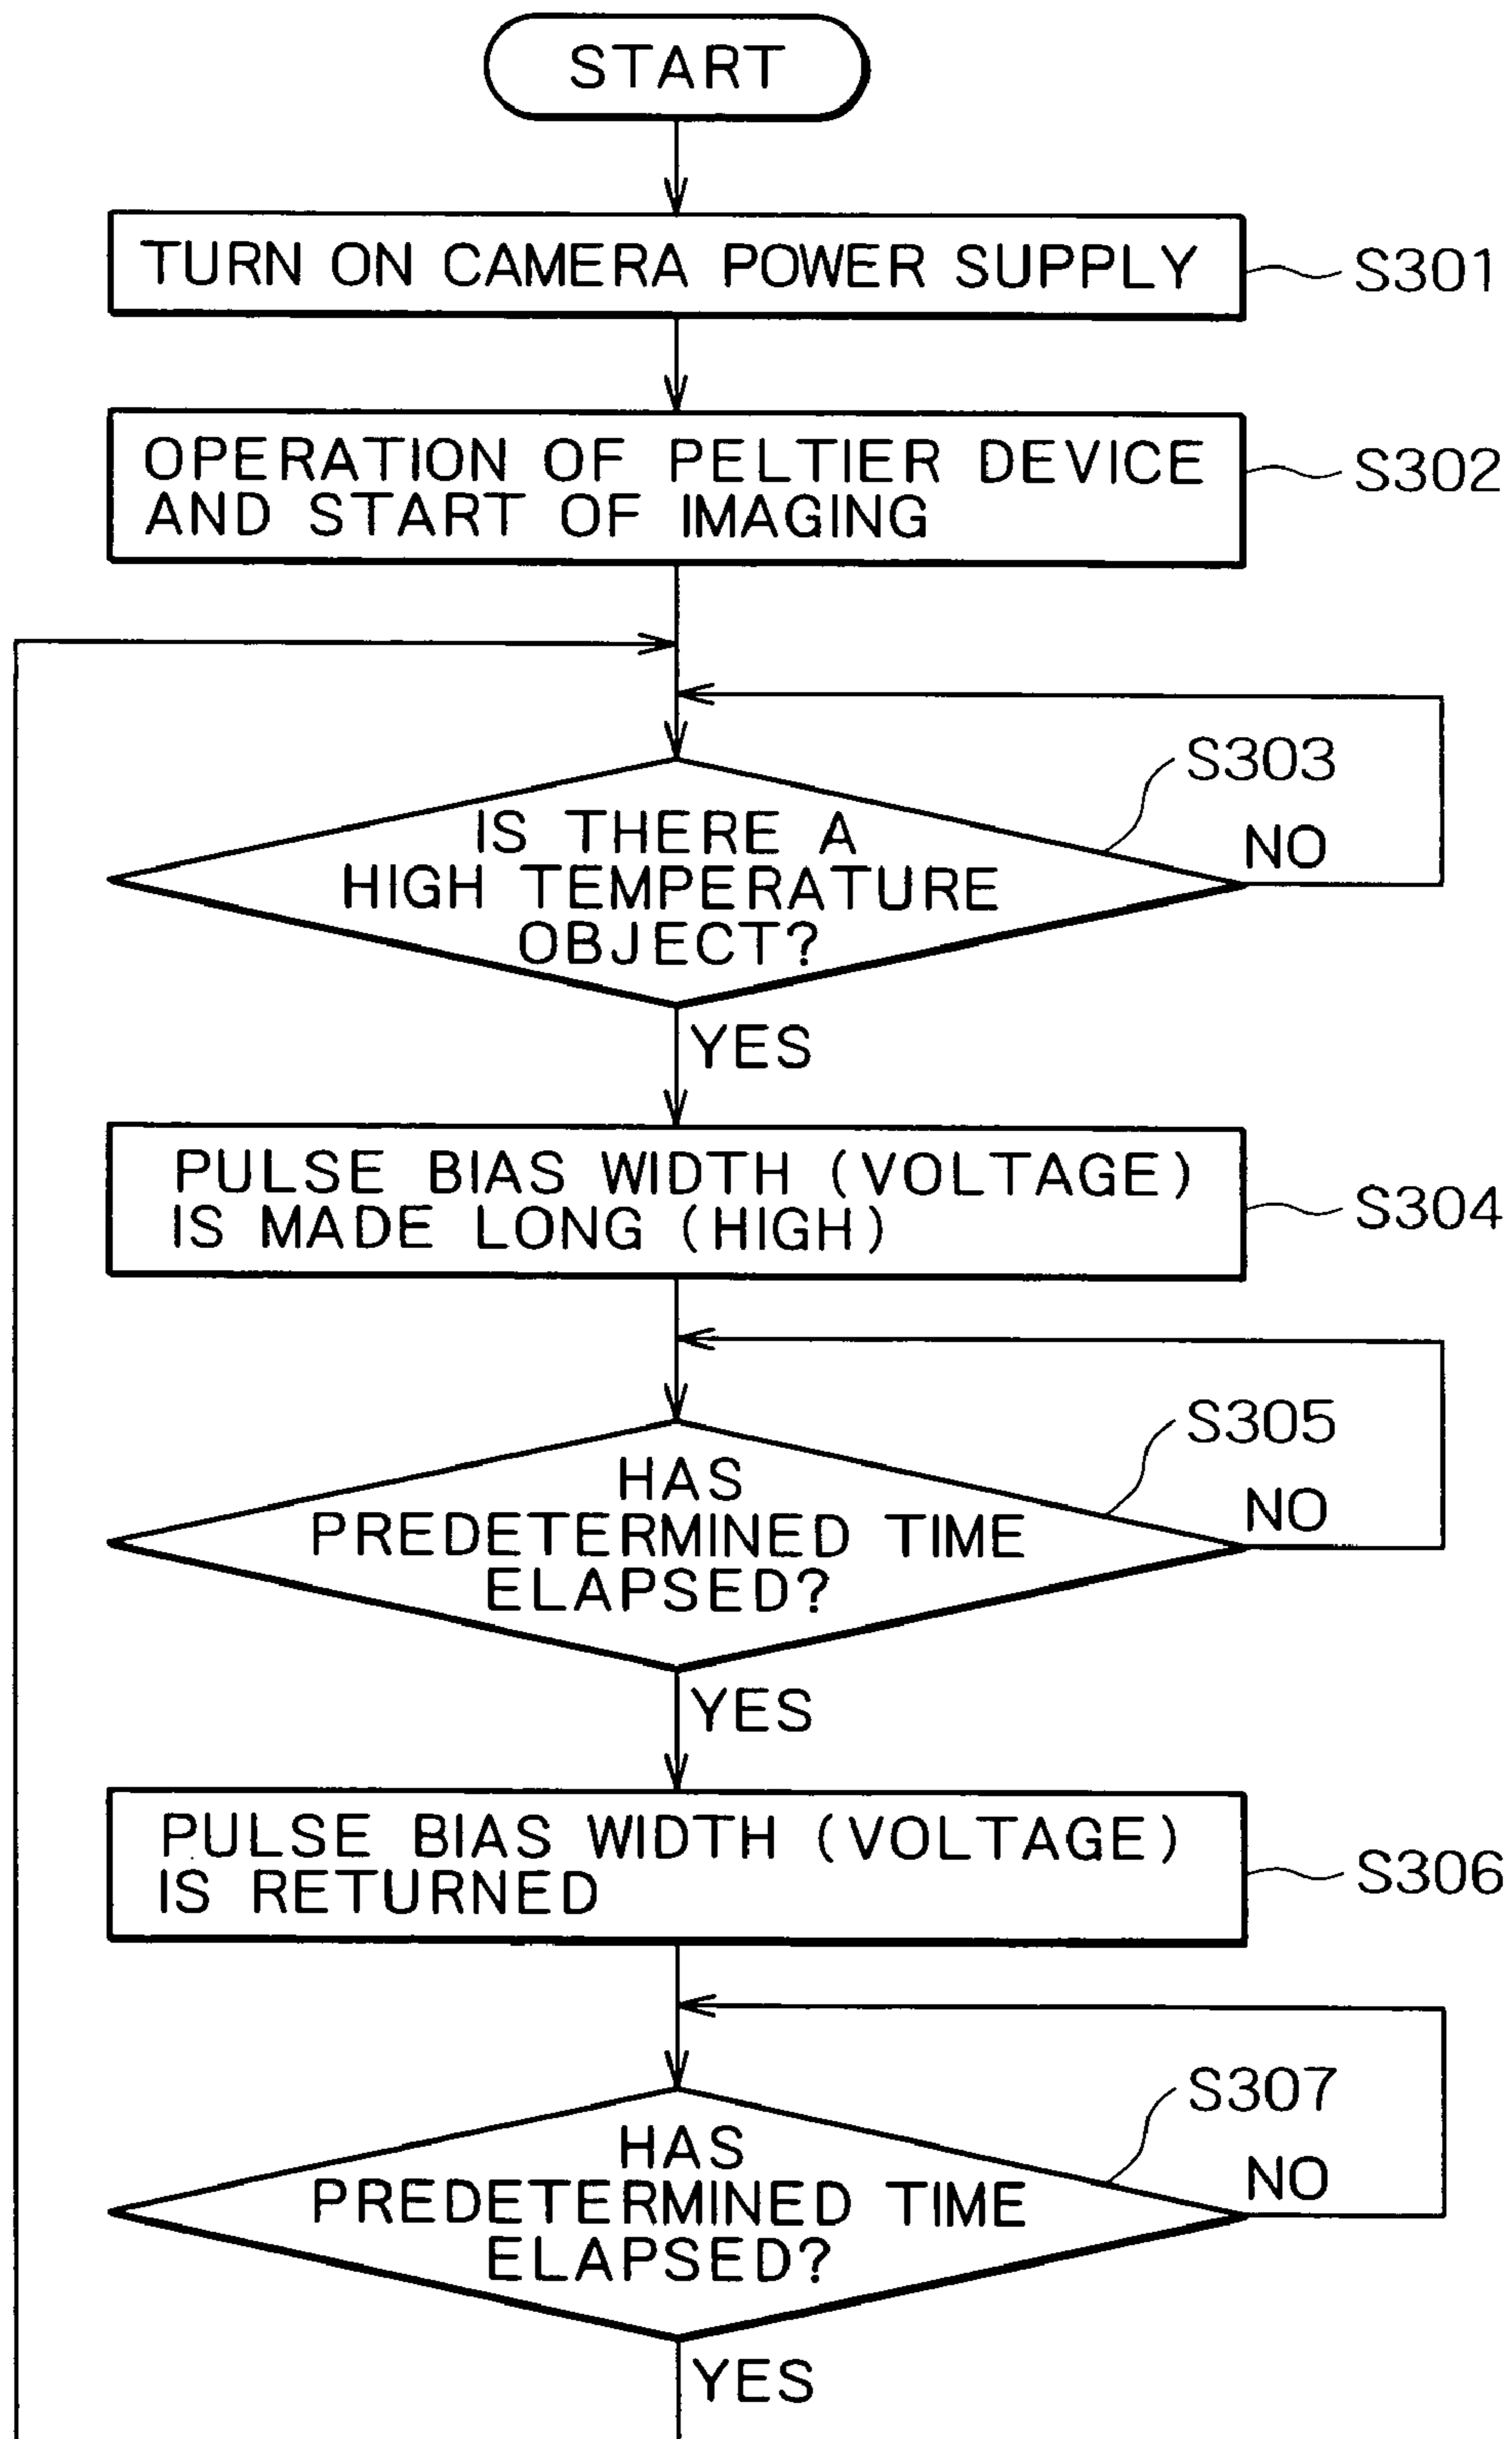 START
TURN ON CAMERA POWER SUPPLY
S301
OPERATION OF PELTIER DEVICE
AND START OF IMAGING
S302
S303
IS THERE A
HIGH TEMPERATURE
OBJECT?
NO
YES
PULSE BIAS WIDTH (VOLTAGE)
IS MADE LONG (HIGH)
S304
S305
HAS
PREDETERMINED TIME
ELAPSED?
NO
YES
PULSE BIAS WIDTH (VOLTAGE)
IS RETURNED
S306
S307
HAS
PREDETERMINED TIME
ELAPSED?
NO
YES